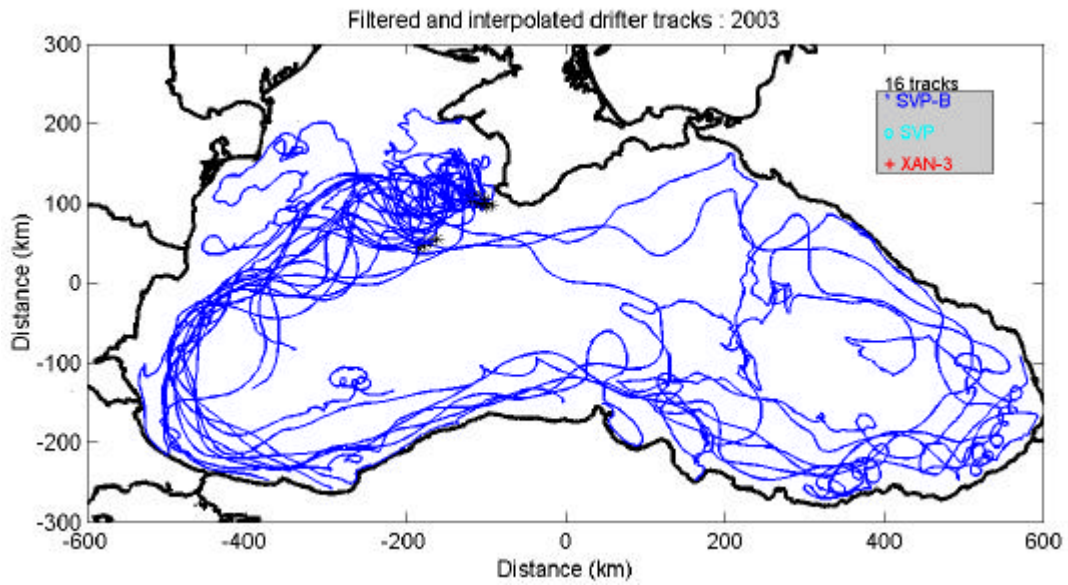 Filtered and interpolated drifter tracks : 2003
300
200
100
0
-100
-200
-300
Distance (km)
16 tracks
* SVP-B
o SVP
+ XAN-3
-600
-400
-200
0
200
400
600
Distance (km)